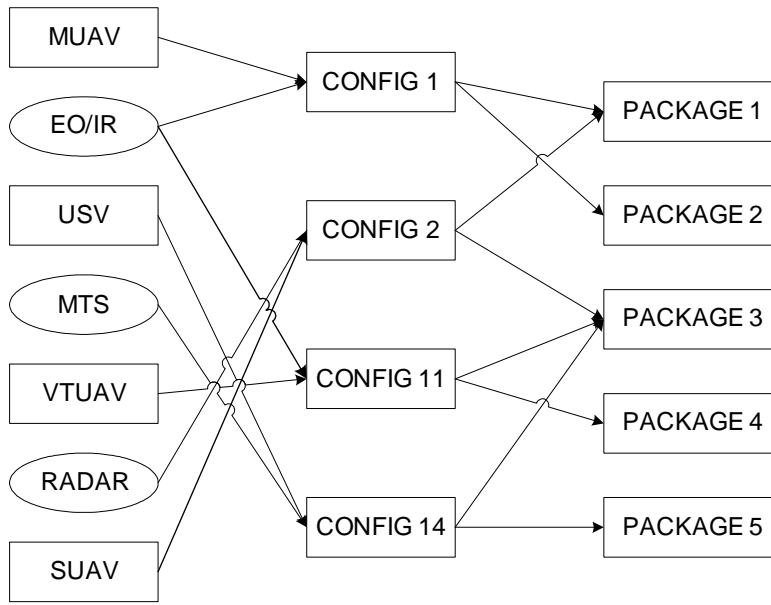 MUAV
EO/IR
USV
MTS
VTUAV
RADAR
SUAV
CONFIG 1
CONFIG 2
CONFIG 11
CONFIG 14
PACKAGE 1
PACKAGE 2
PACKAGE 3
PACKAGE 4
PACKAGE 5